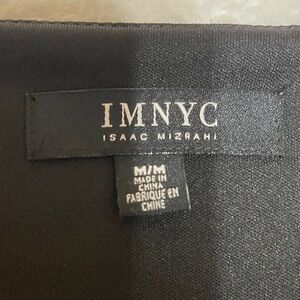 IMNYC
ISAAC MIZRAHI
M/M
MADE IN
CHINA
FABRIQUE EN
CHINE